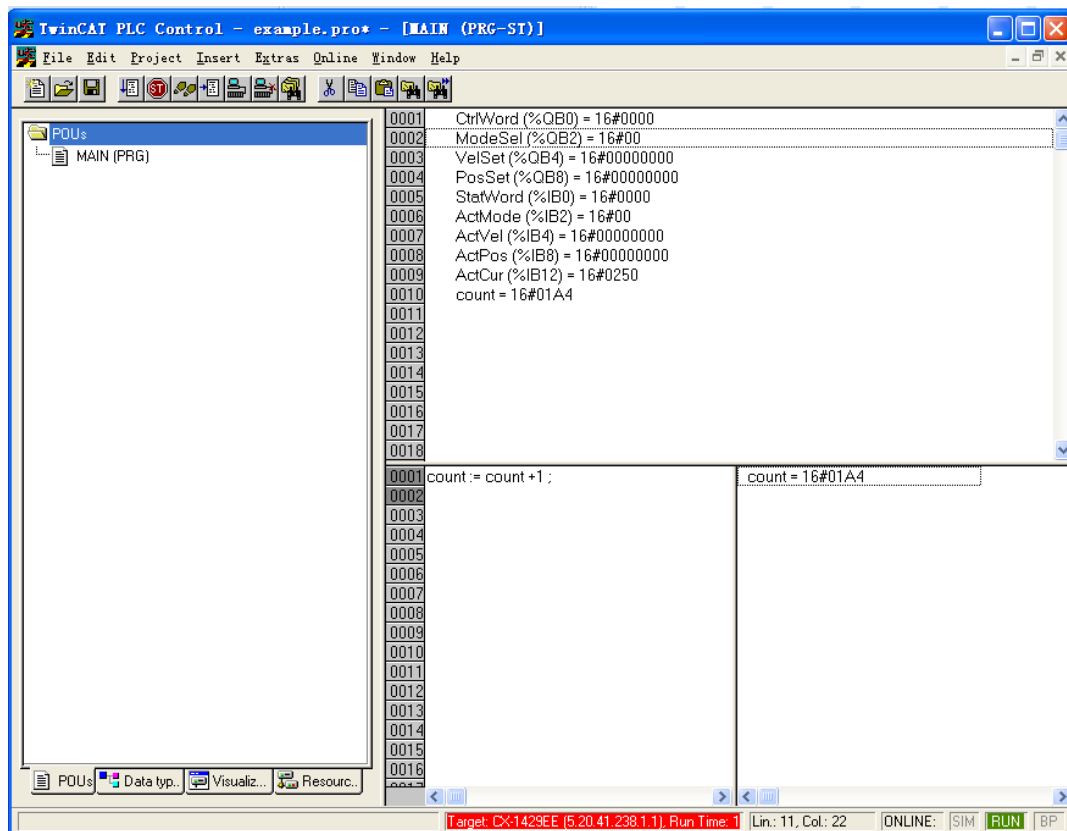 TwinCAT PLC Control - example.pro* - [MAIN (PRG-ST)]
File Edit Project Insert Extras Online Window Help
POUs
MAIN (PRG)
0001 CtrlWord (%QB0) = 16#0000
0002 ModeSel (%QB2) = 16#00
0003 VelSet (%QB4) = 16#00000000
0004 PosSet (%QB8) = 16#00000000
0005 StatWord (%IB0) = 16#0000
0006 ActMode (%IB2) = 16#00
0007 ActVel (%IB4) = 16#00000000
0008 ActPos (%IB8) = 16#00000000
0009 ActCur (%IB12) = 16#0250
0010 count = 16#01A4
0011
0012
0013
0014
0015
0016
0017
0018
0001 count := count +1 ; count = 16#01A4
0002
0003
0004
0005
0006
0007
0008
0009
0010
0011
0012
0013
0014
0015
0016
POUs Data typ.. Visualiz... Resourc..
Target: CX-1429EE (5.20.41.238.1.1), Run Time: 1 Lin.: 11, Col.: 22 ONLINE: SIM RUN BP